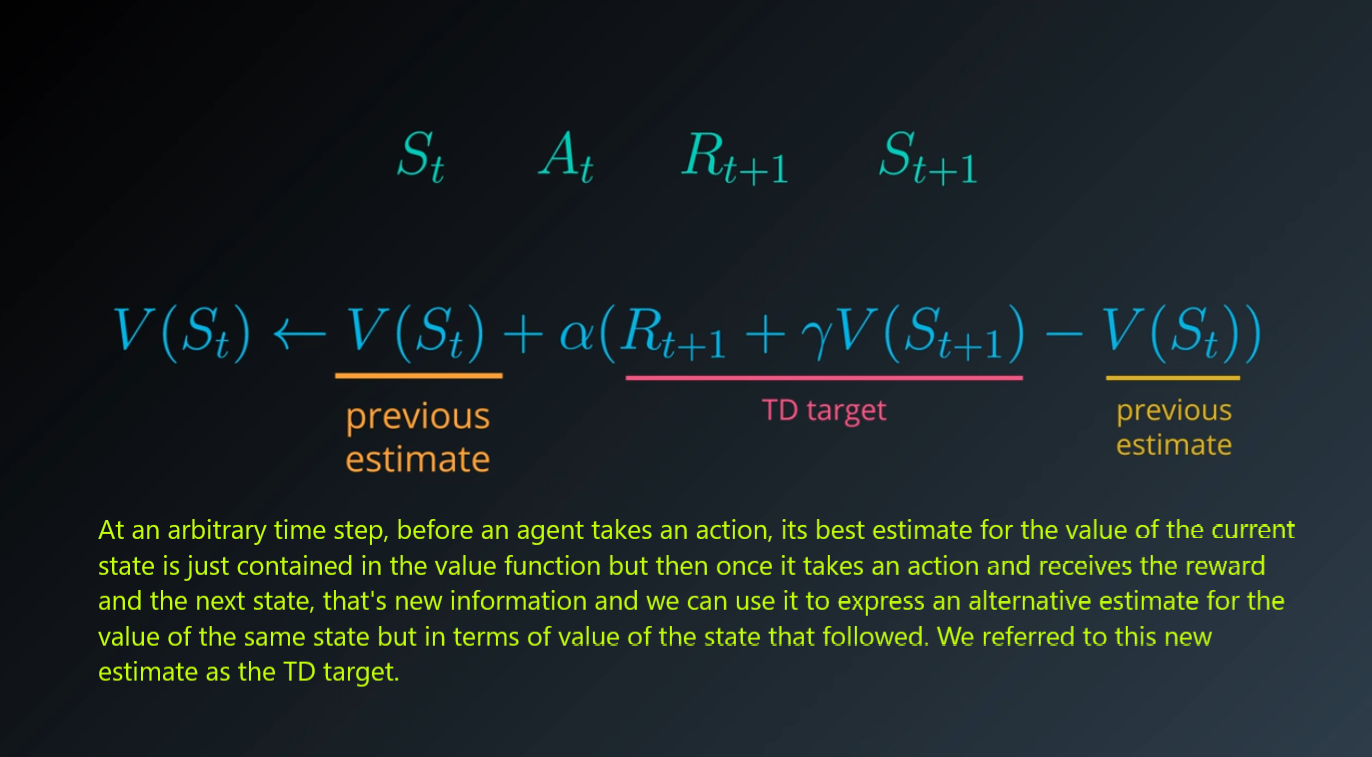 S_t A_t R_{t+1} S_{t+1}
V(S_t) ← V(S_t) + α(R_{t+1} + γV(S_{t+1}) − V(S_t))
previous
estimate
TD target
previous
estimate
At an arbitrary time step, before an agent takes an action, its best estimate for the value of the current
state is just contained in the value function but then once it takes an action and receives the reward
and the next state, that's new information and we can use it to express an alternative estimate for the
value of the same state but in terms of value of the state that followed. We referred to this new
estimate as the TD target.